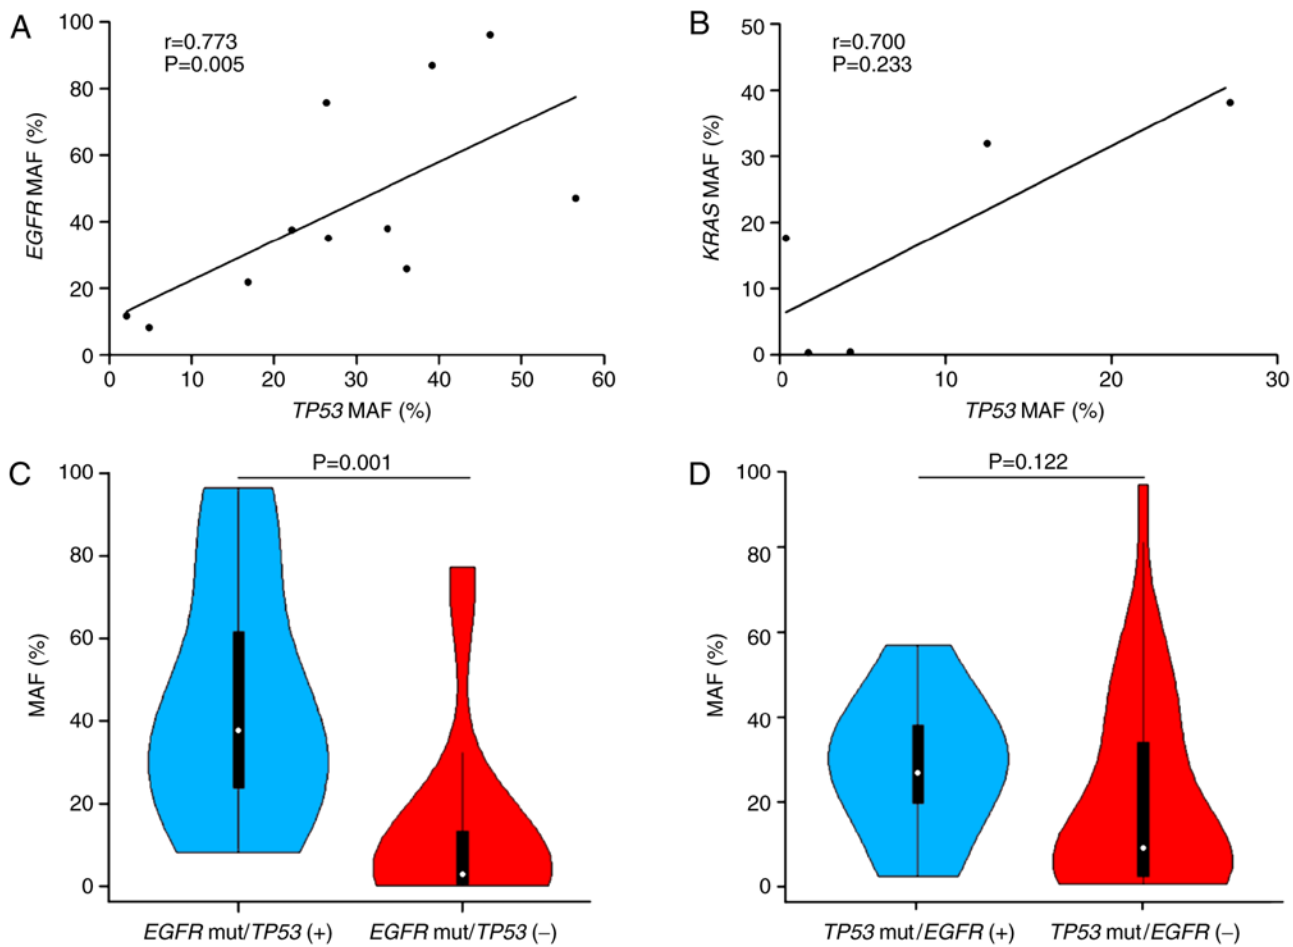 A
r=0.773
P=0.005
EGFR MAF (%)
100
80
60
40
20
0
0 10 20 30 40 50 60
TP53 MAF (%)
B
r=0.700
P=0.233
KRAS MAF (%)
50
40
30
20
10
0
0 10 20 30
TP53 MAF (%)
C
P=0.001
MAF (%)
100
80
60
40
20
0
EGFR mut/TP53 (+) EGFR mut/TP53 (−)
D
P=0.122
MAF (%)
100
80
60
40
20
0
TP53 mut/EGFR (+) TP53 mut/EGFR (−)